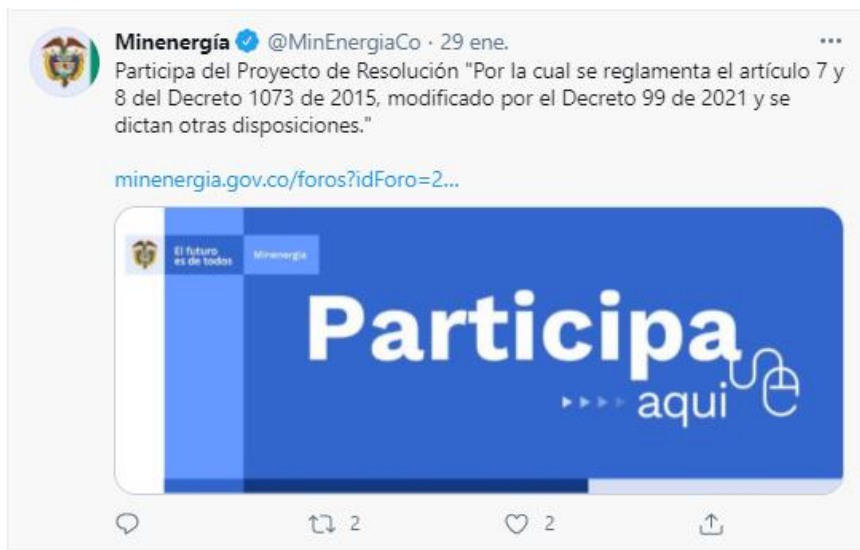 Minenergía @MinEnergiaCo · 29 ene.
Participa del Proyecto de Resolución "Por la cual se reglamenta el artículo 7 y
8 del Decreto 1073 de 2015, modificado por el Decreto 99 de 2021 y se
dictan otras disposiciones."
minenergia.gov.co/foros?idForo=2...
El futuro
es de todos
Minenergía
Participa
aqui
2 2